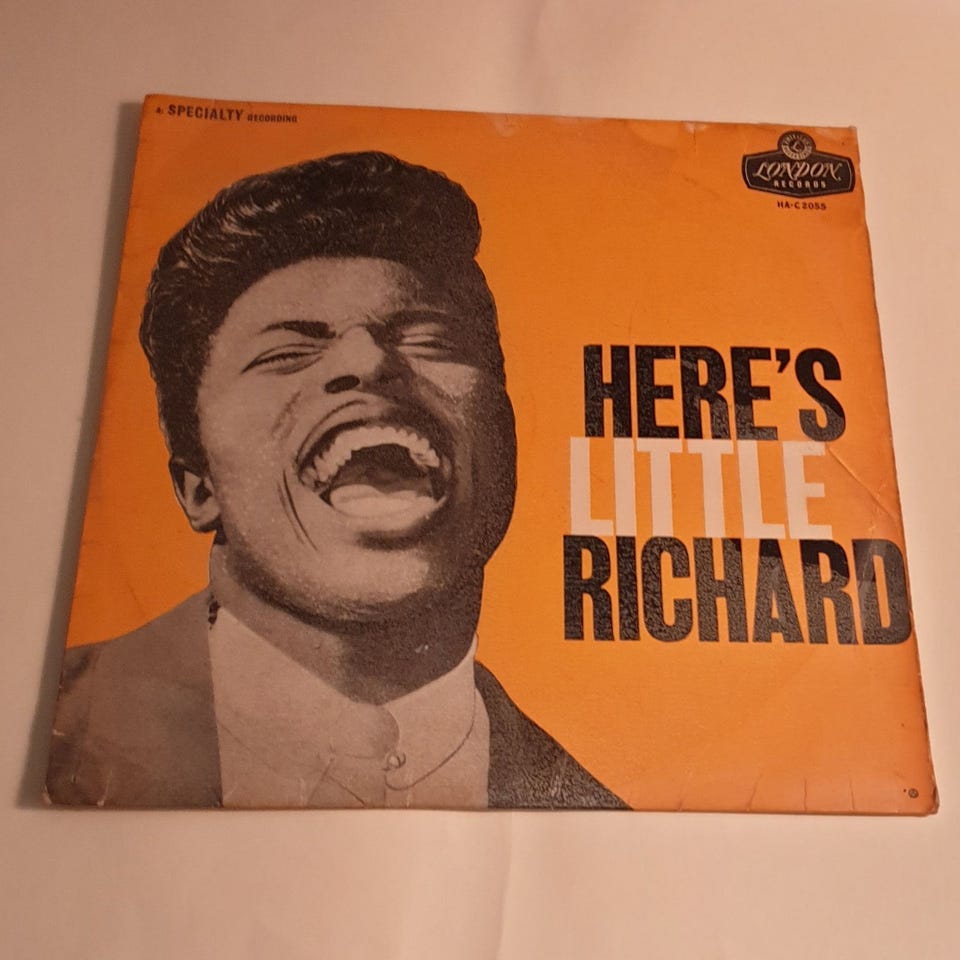 A SPECIALTY RECORDING
LONDON
RECORDS
HA-C 2055
HERE'S
LITTLE
RICHARD